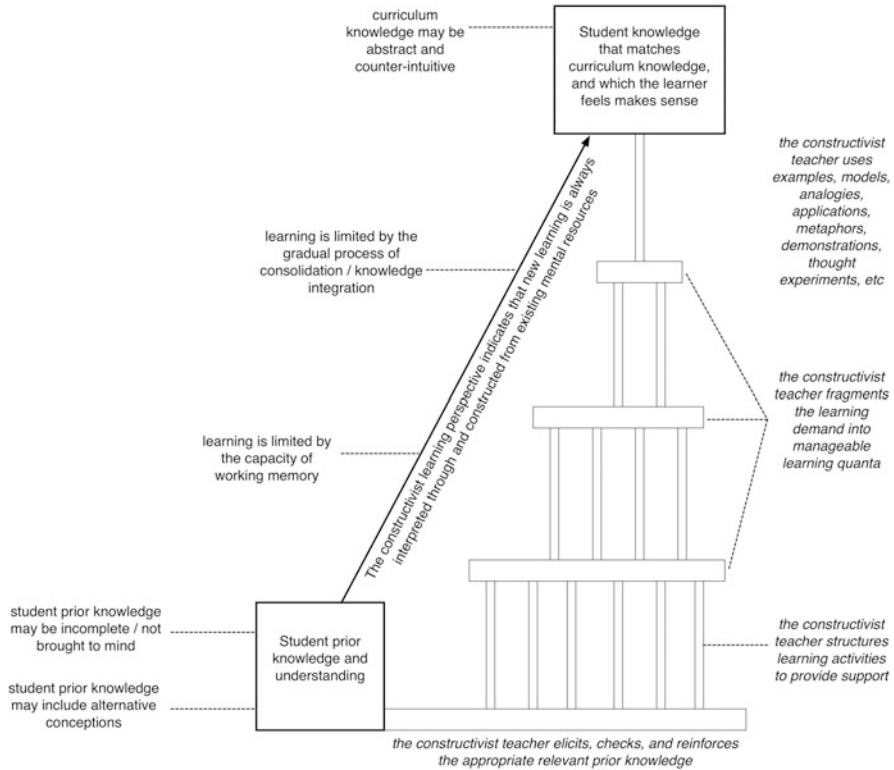 curriculum
knowledge may be
abstract and
counter-intuitive
Student knowledge
that matches
curriculum knowledge,
and which the learner
feels makes sense
the constructivist
teacher uses
examples, models,
analogies,
applications,
metaphors,
demonstrations,
thought
experiments, etc
learning is limited by the
gradual process of
consolidation / knowledge
integration
The constructivist learning perspective indicates that new learning is always
interpreted through and constructed from existing mental resources
the constructivist
teacher fragments
the learning
demand into
manageable
learning quanta
learning is limited by
the capacity of
working memory
student prior knowledge
may be incomplete / not
brought to mind
Student prior
knowledge and
understanding
the constructivist
teacher structures
learning activities
to provide support
student prior knowledge
may include alternative
conceptions
the constructivist teacher elicits, checks, and reinforces
the appropriate relevant prior knowledge